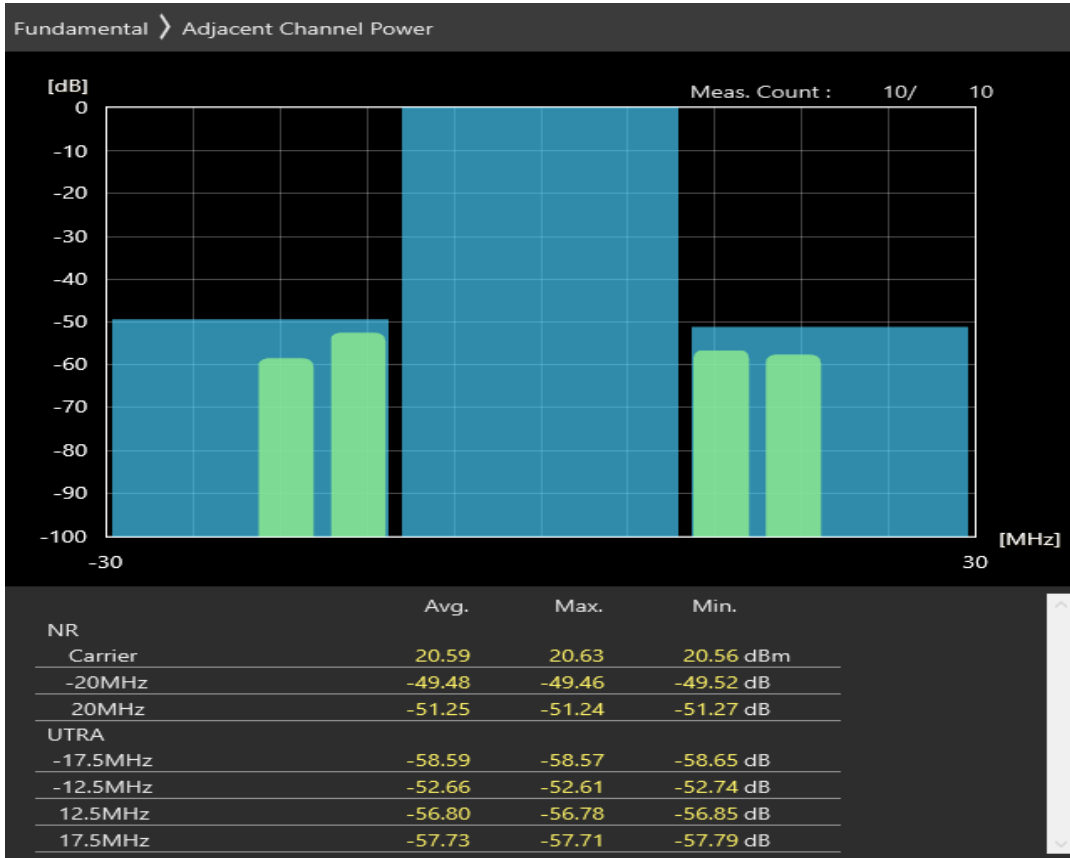 Fundamental ❯ Adjacent Channel Power
[dB]
Meas. Count : 10/ 10
0
-10
-20
-30
-40
-50
-60
-70
-80
-90
-100
[MHz]
-30 30
Avg. Max. Min.
NR
Carrier 20.59 20.63 20.56 dBm
-20MHz -49.48 -49.46 -49.52 dB
20MHz -51.25 -51.24 -51.27 dB
UTRA
-17.5MHz -58.59 -58.57 -58.65 dB
-12.5MHz -52.66 -52.61 -52.74 dB
12.5MHz -56.80 -56.78 -56.85 dB
17.5MHz -57.73 -57.71 -57.79 dB